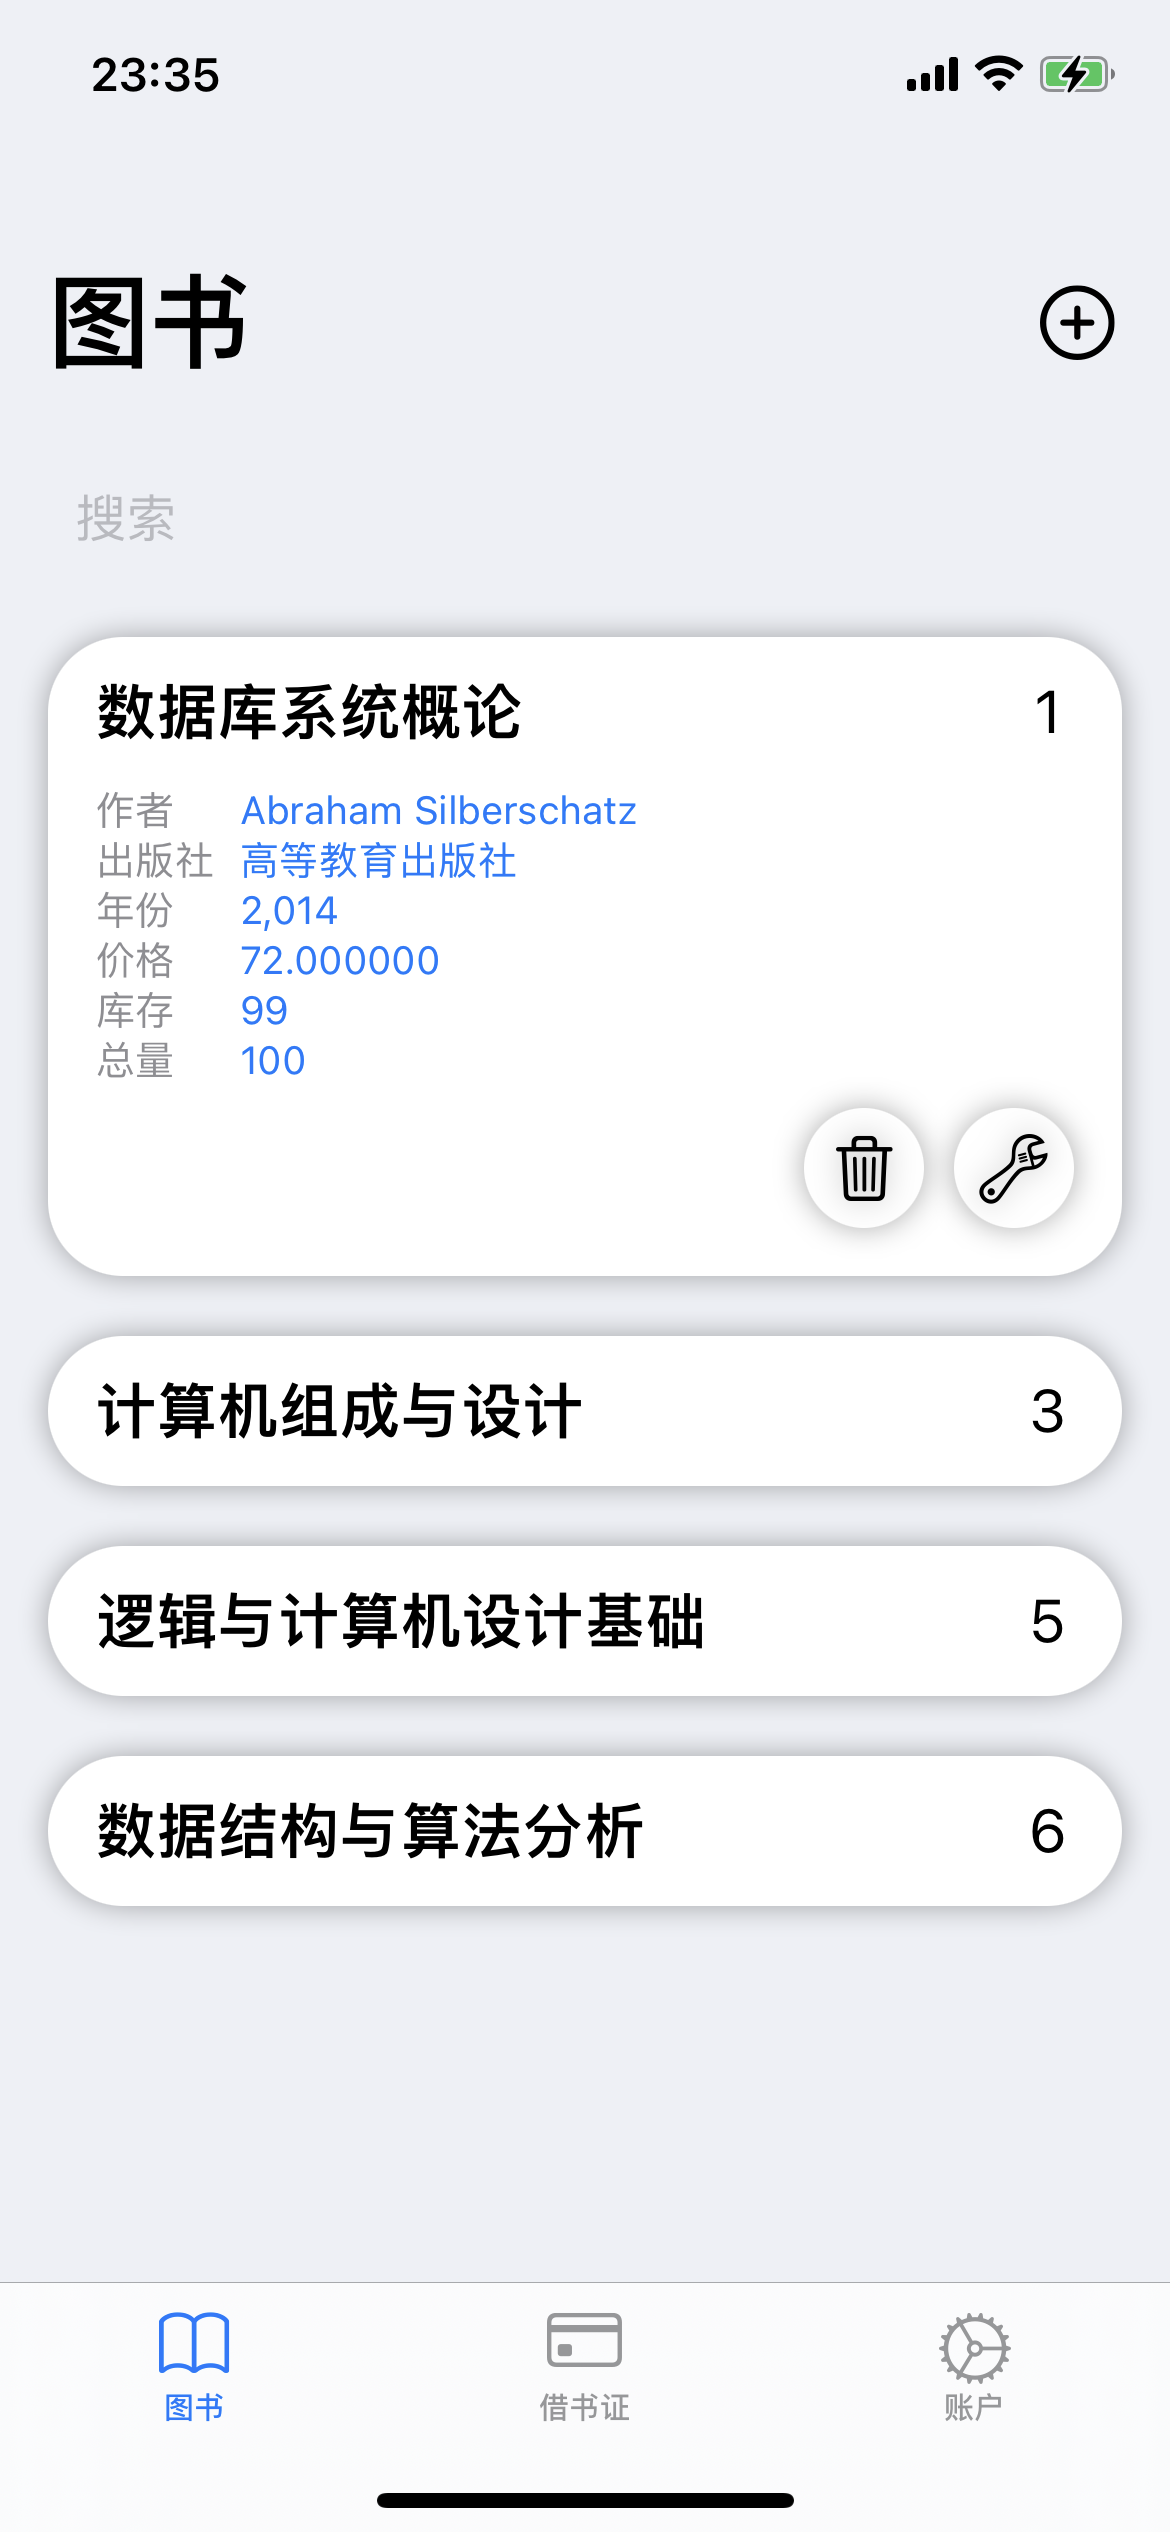 23:35
图书
搜索
数据库系统概论 1
作者 Abraham Silberschatz
出版社 高等教育出版社
年份 2,014
价格 72.000000
库存 99
总量 100
计算机组成与设计 3
逻辑与计算机设计基础 5
数据结构与算法分析 6
图书 借书证 账户